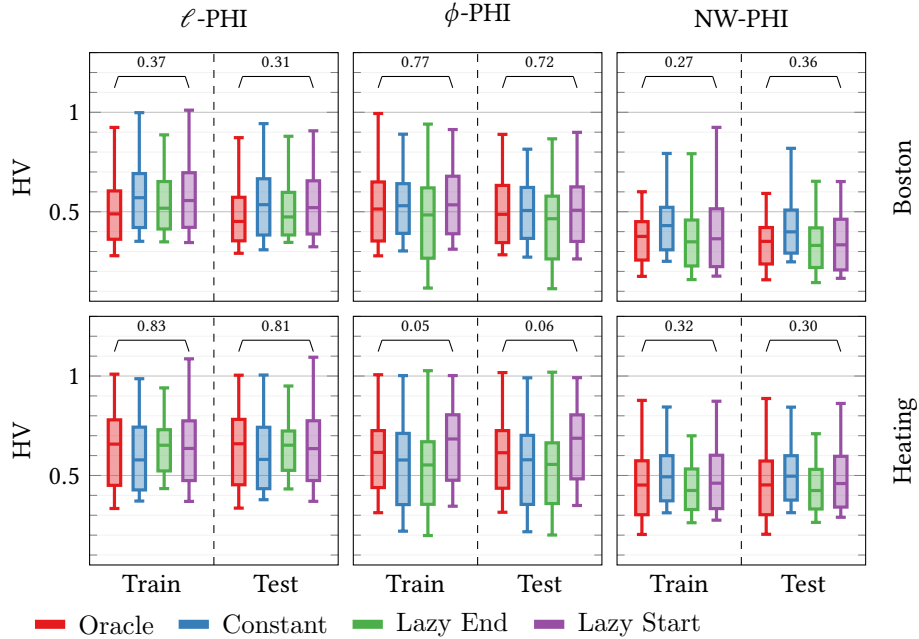 ℓ-PHI ϕ-PHI NW-PHI
0.37 0.31 0.77 0.72 0.27 0.36
1
0.5
HV
Boston
0.83 0.81 0.05 0.06 0.32 0.30
1
0.5
HV
Heating
Train Test Train Test Train Test
Oracle Constant Lazy End Lazy Start